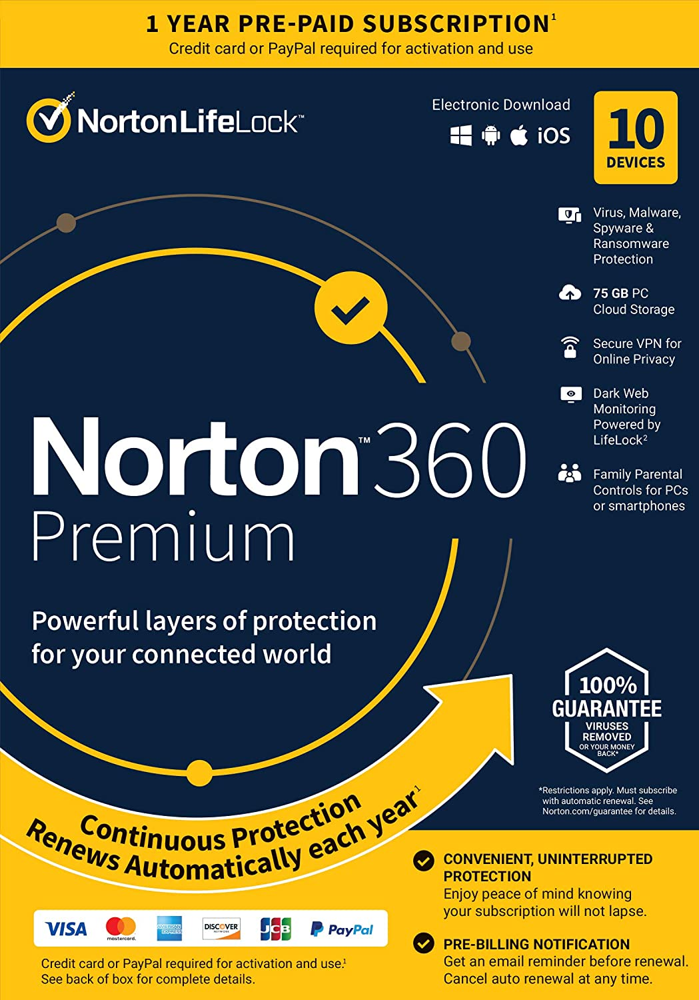 1 YEAR PRE-PAID SUBSCRIPTION¹
Credit card or PayPal required for activation and use
NortonLifeLock™
Electronic Download
iOS
10
DEVICES
Virus, Malware,
Spyware &
Ransomware
Protection
75 GB PC
Cloud Storage
Secure VPN for
Online Privacy
Dark Web
Monitoring
Powered by
LifeLock²
Family Parental
Controls for PCs
or smartphones
Norton™ 360
Premium
Powerful layers of protection
for your connected world
100%
GUARANTEE
VIRUSES
REMOVED
OR YOUR MONEY
BACK*
*Restrictions apply. Must subscribe
with automatic renewal. See
Norton.com/guarantee for details.
Continuous Protection
Renews Automatically each year¹
VISA
mastercard.
AMERICAN
EXPRESS
DISCOVER
NETWORK
JCB
PayPal
Credit card or PayPal required for activation and use.¹
See back of box for complete details.
CONVENIENT, UNINTERRUPTED
PROTECTION
Enjoy peace of mind knowing
your subscription will not lapse.
PRE-BILLING NOTIFICATION
Get an email reminder before renewal.
Cancel auto renewal at any time.